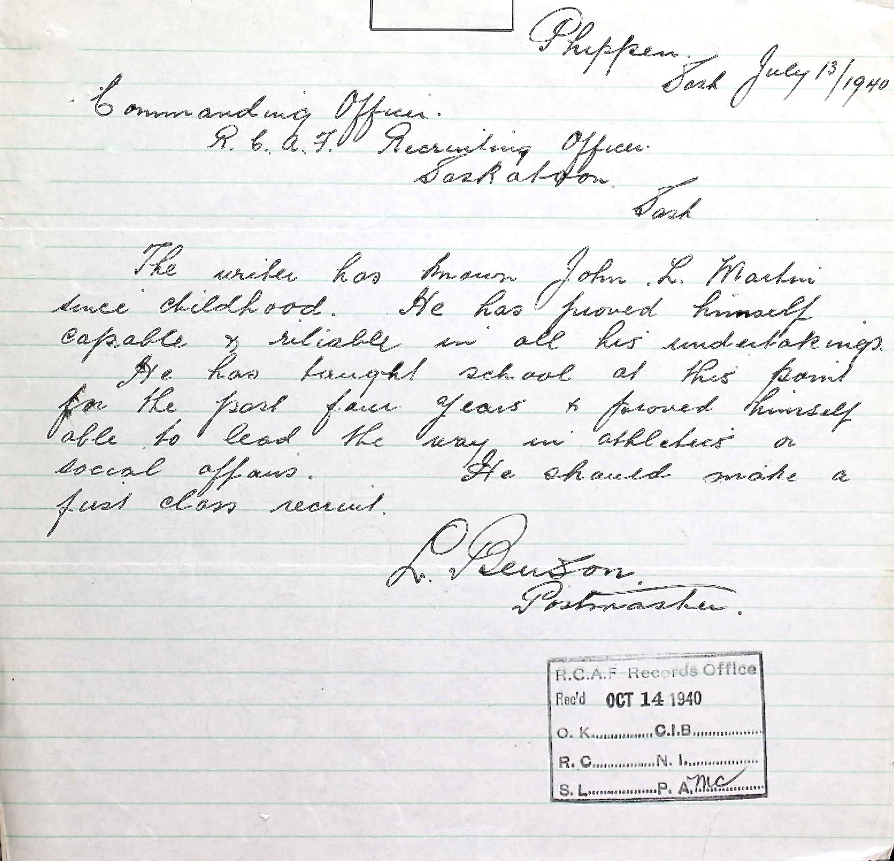 Phippen.
Sask July 13/1940
Commanding Officer.
R.C.A.F. Recruiting Officer.
Saskatoon.
Sask
The writer has known John L. Martin
since childhood. He has proved himself
capable & reliable in all his undertakings.
He has taught school at this point
for the past four years & proved himself
able to lead the way in athletics or
social affairs. He should make a
first class recruit.
L. Benson.
Postmaster.
R.C.A.F Records Office
Rec'd OCT 14 1940
O. K..............C.I.B................
R. C..............N. I.................
S. L..............P. A. MC